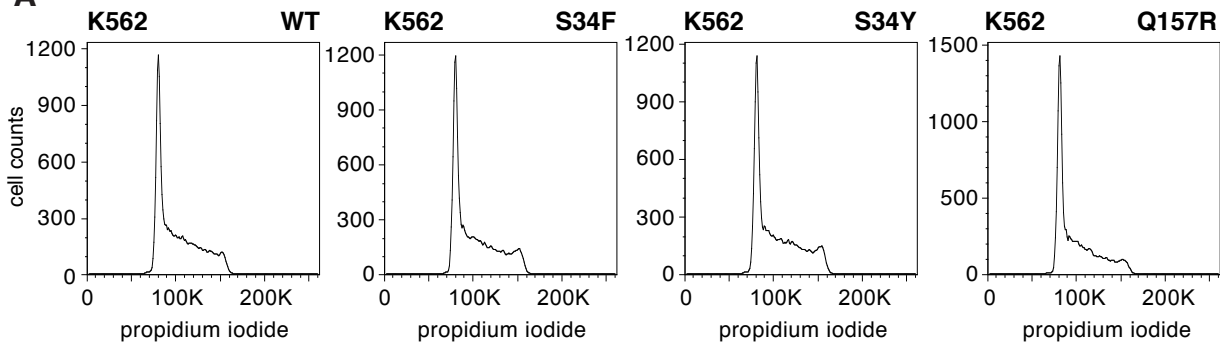 A
K562 WT
1200
900
600
300
0
cell counts
0 100K 200K
propidium iodide
K562 S34F
1200
900
600
300
0
0 100K 200K
propidium iodide
K562 S34Y
1200
900
600
300
0
0 100K 200K
propidium iodide
K562 Q157R
1500
1000
500
0
0 100K 200K
propidium iodide